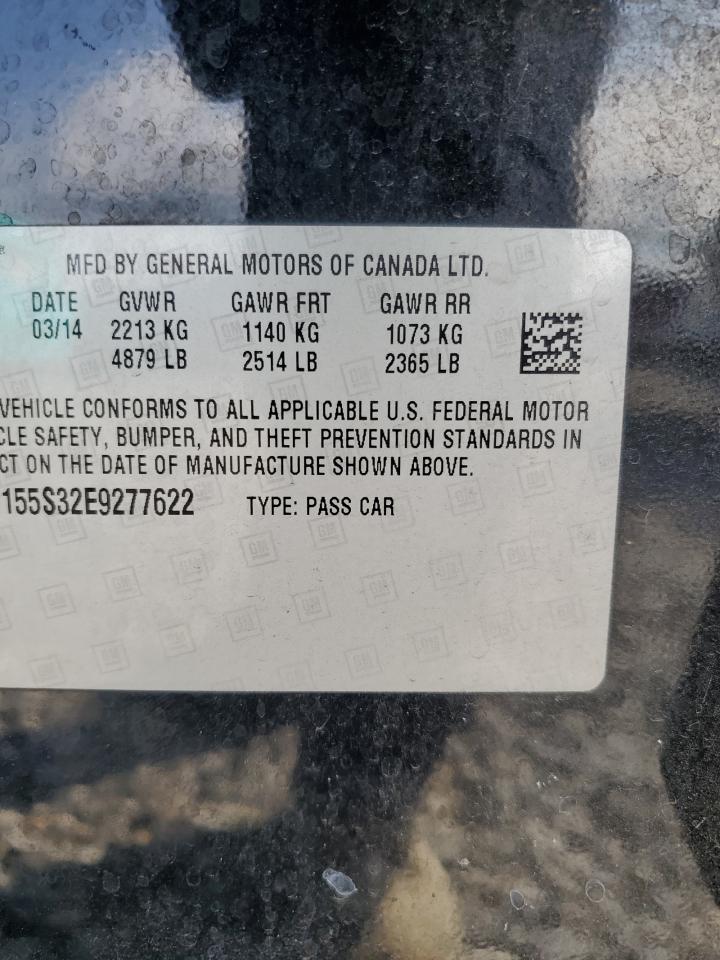 MFD BY GENERAL MOTORS OF CANADA LTD.
DATE GVWR GAWR FRT GAWR RR
03/14 2213 KG 1140 KG 1073 KG
4879 LB 2514 LB 2365 LB
VEHICLE CONFORMS TO ALL APPLICABLE U.S. FEDERAL MOTOR
CLE SAFETY, BUMPER, AND THEFT PREVENTION STANDARDS IN
CT ON THE DATE OF MANUFACTURE SHOWN ABOVE.
155S32E9277622 TYPE: PASS CAR